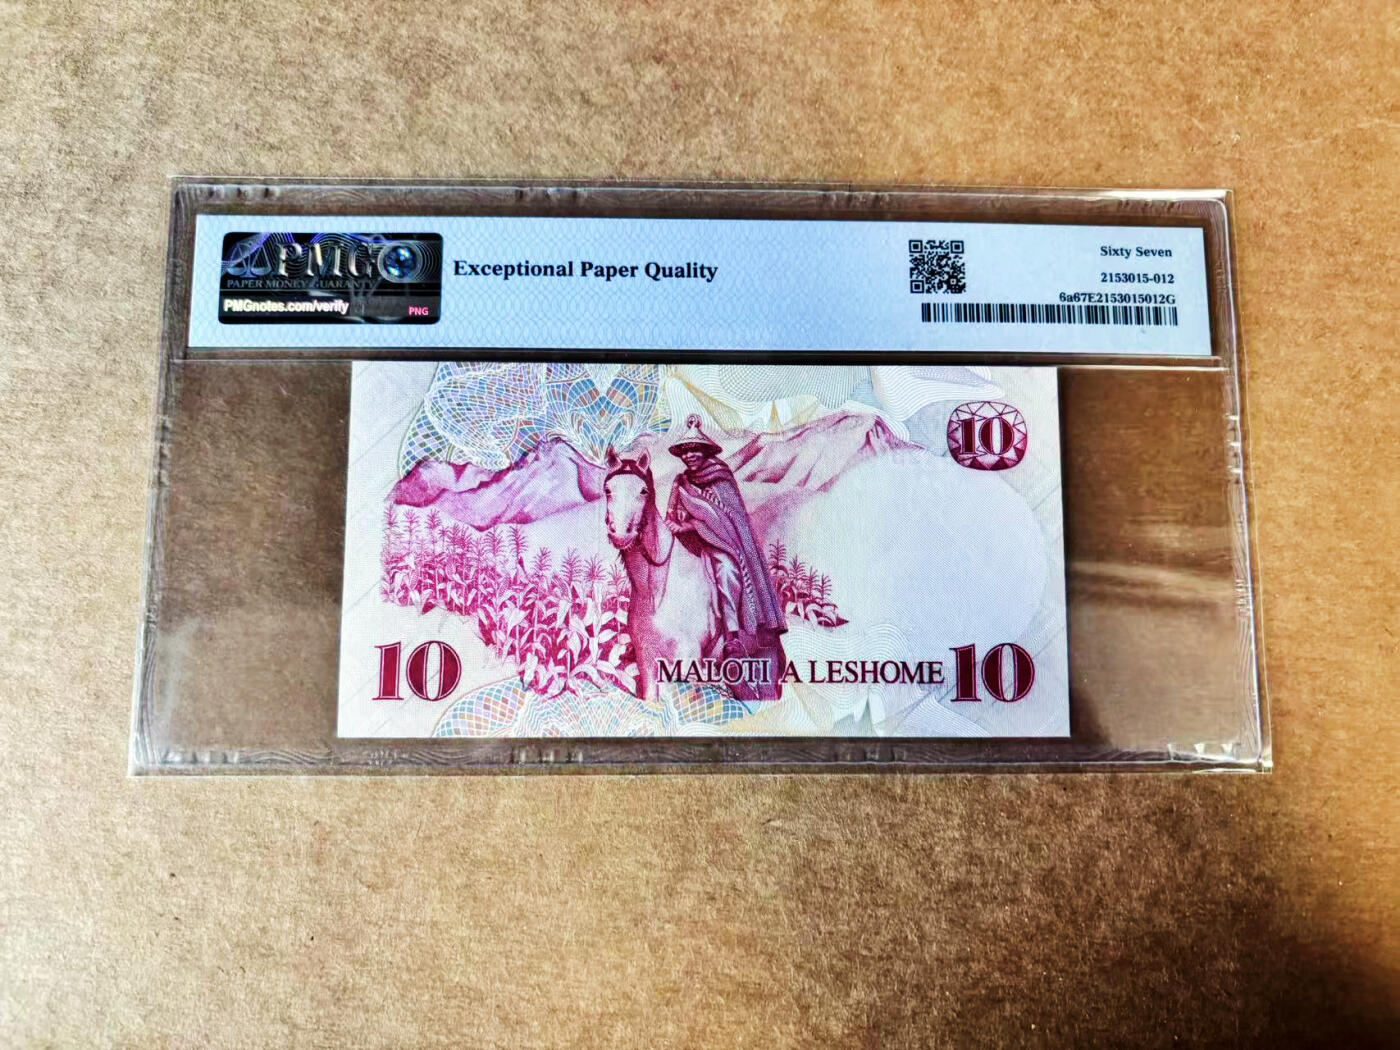 PMG
PAPER MONEY GUARANTY
PMGnotes.com/verify
PNG
Exceptional Paper Quality
Sixty Seven
2153015-012
6a67E2153015012G
10
10
MALOTI A LESHOME
10